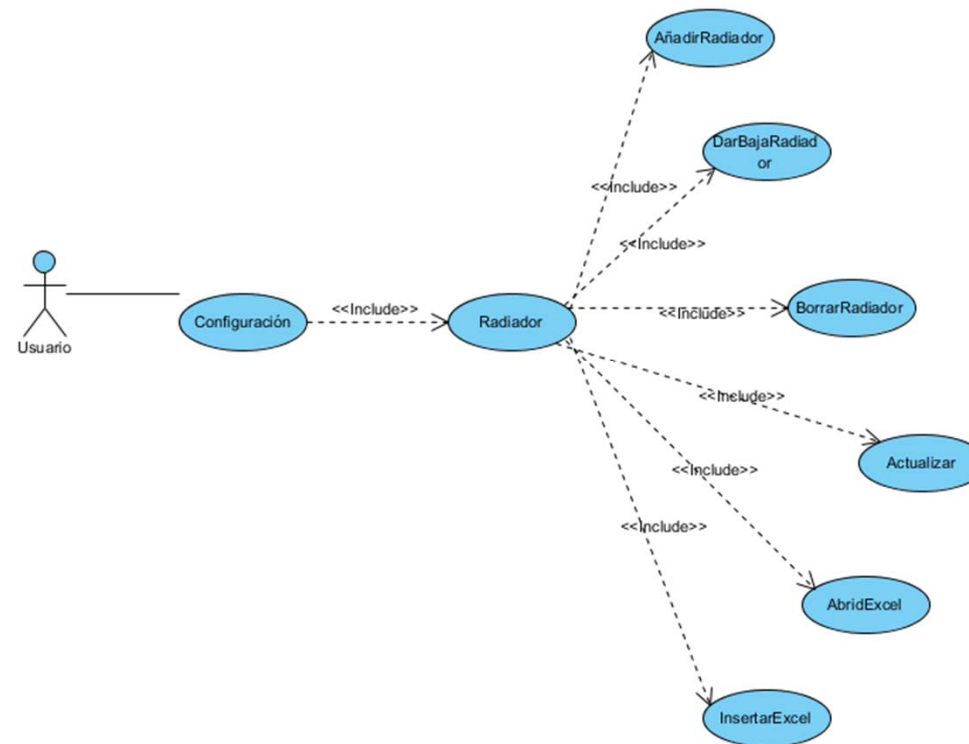 AñadirRadiador
DarBajaRadiad
or
<<Include>>
<<Include>>
Usuario
Configuración
<<Include>>
Radiador
<<Include>>
BorrarRadiador
<<Include>>
Actualizar
<<Include>>
<<Include>>
AbridExcel
InsertarExcel